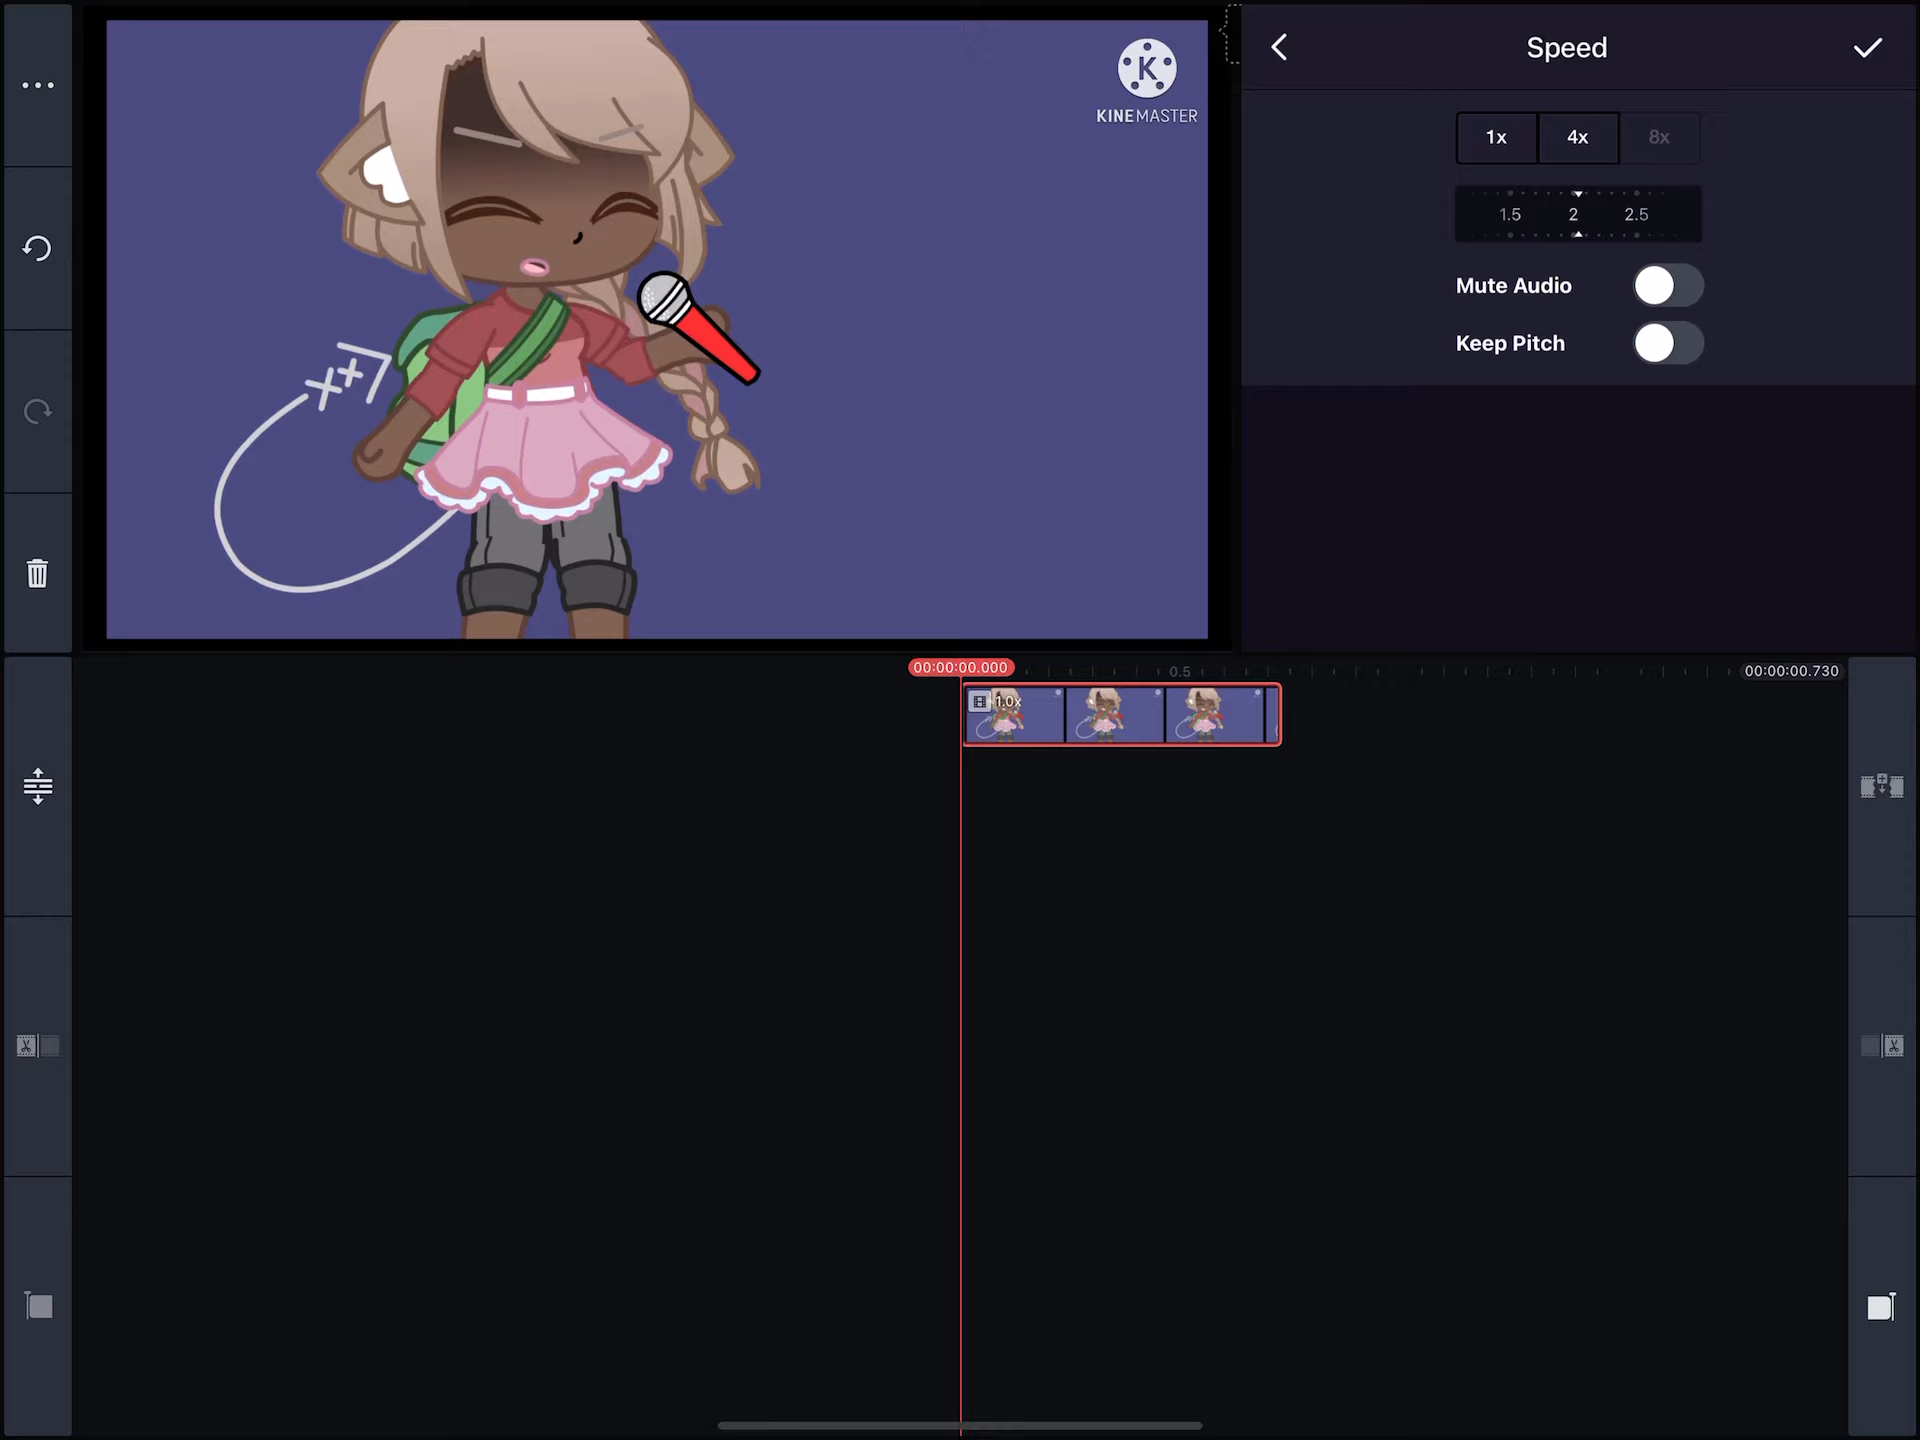 K
KINEMASTER
Speed
1x 4x 8x
1.5 2 2.5
Mute Audio
Keep Pitch
00:00:00.000
0.5
00:00:00.730
1.0x